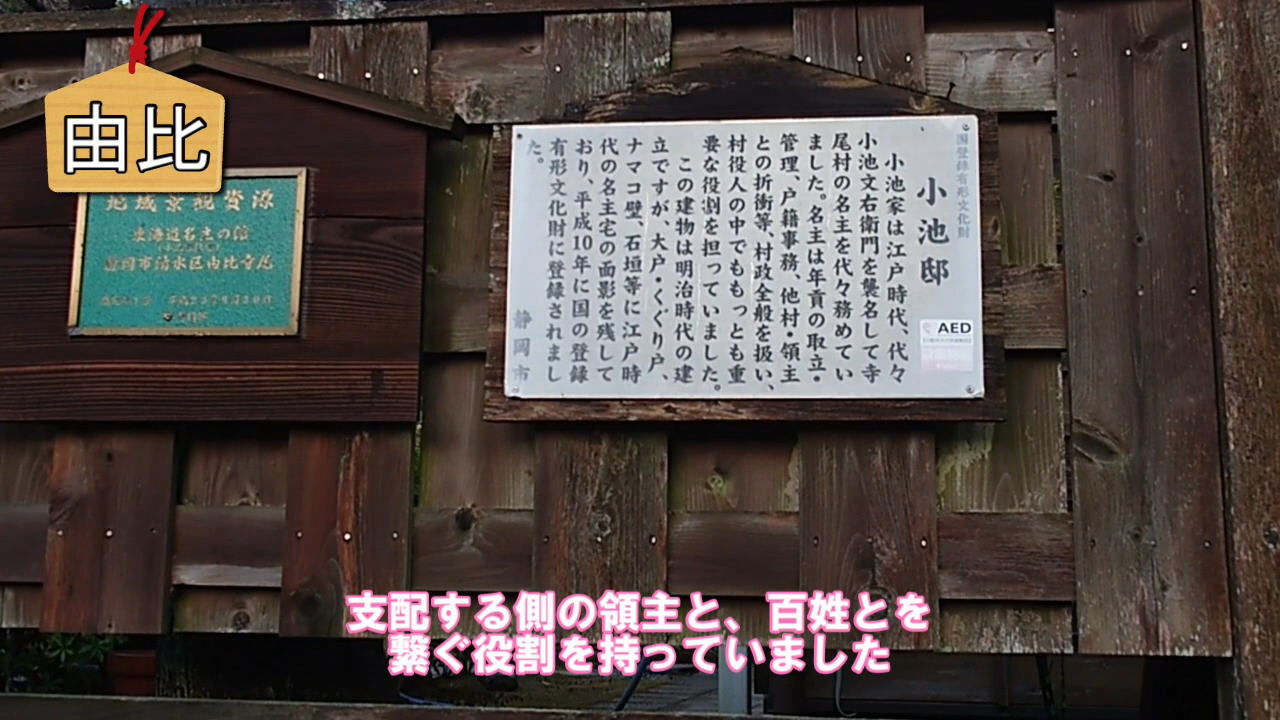 由比
地域景観資源
東海道名主の館
静岡市清水区由比寺尾
国登録有形文化財
小池邸
小池家は江戸時代、代々
小池文右衛門を襲名して寺
尾村の名主を代々務めてい
ました。名主は年貢の取立・
管理、戸籍事務、他村・領主
との折衝等、村政全般を扱い、
村役人の中でももっとも重
要な役割を担っていました。
この建物は明治時代の建
立ですが、大戸・くぐり戸、
ナマコ壁、石垣等に江戸時
代の名主宅の面影を残して
おり、平成10年に国の登録
有形文化財に登録されまし
た。
静岡市
AED
支配する側の領主と、百姓とを
繋ぐ役割を持っていました